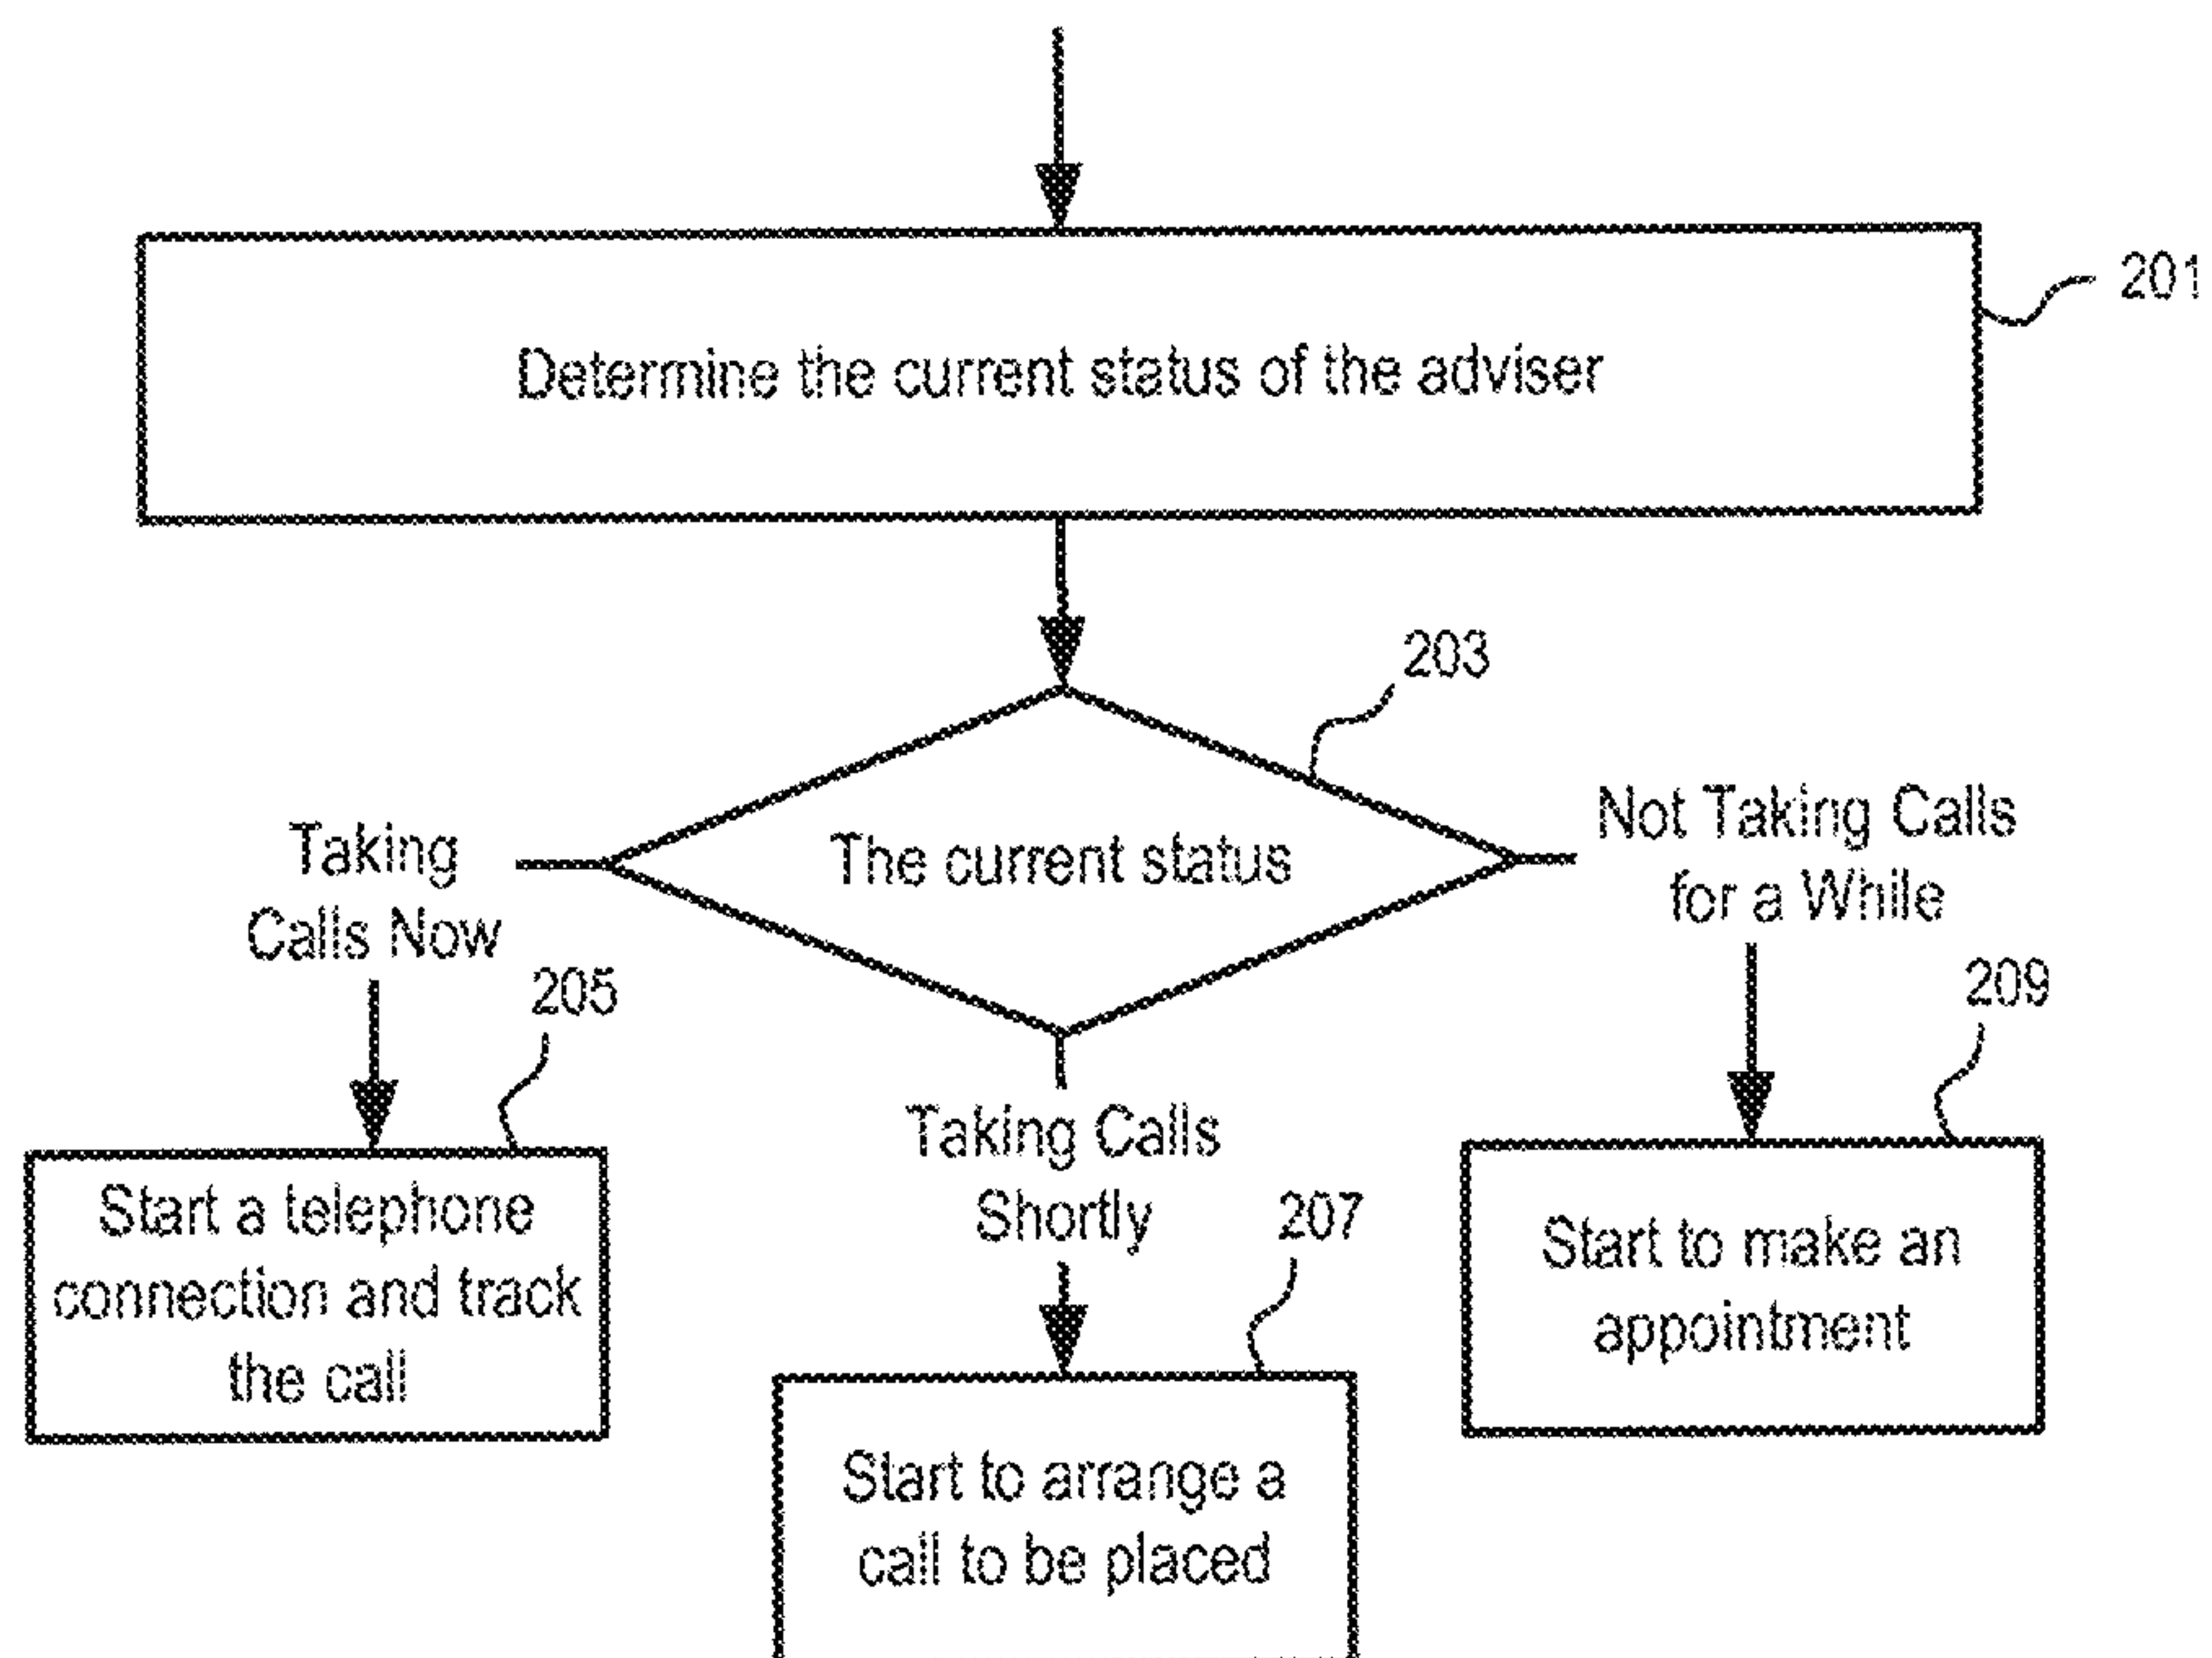 201
Determine the current status of the adviser
203
The current status
Taking
Calls Now
Not Taking Calls
for a While
205
209
Taking Calls
Shortly
207
Start a telephone
connection and track
the call
Start to make an
appointment
Start to arrange a
call to be placed